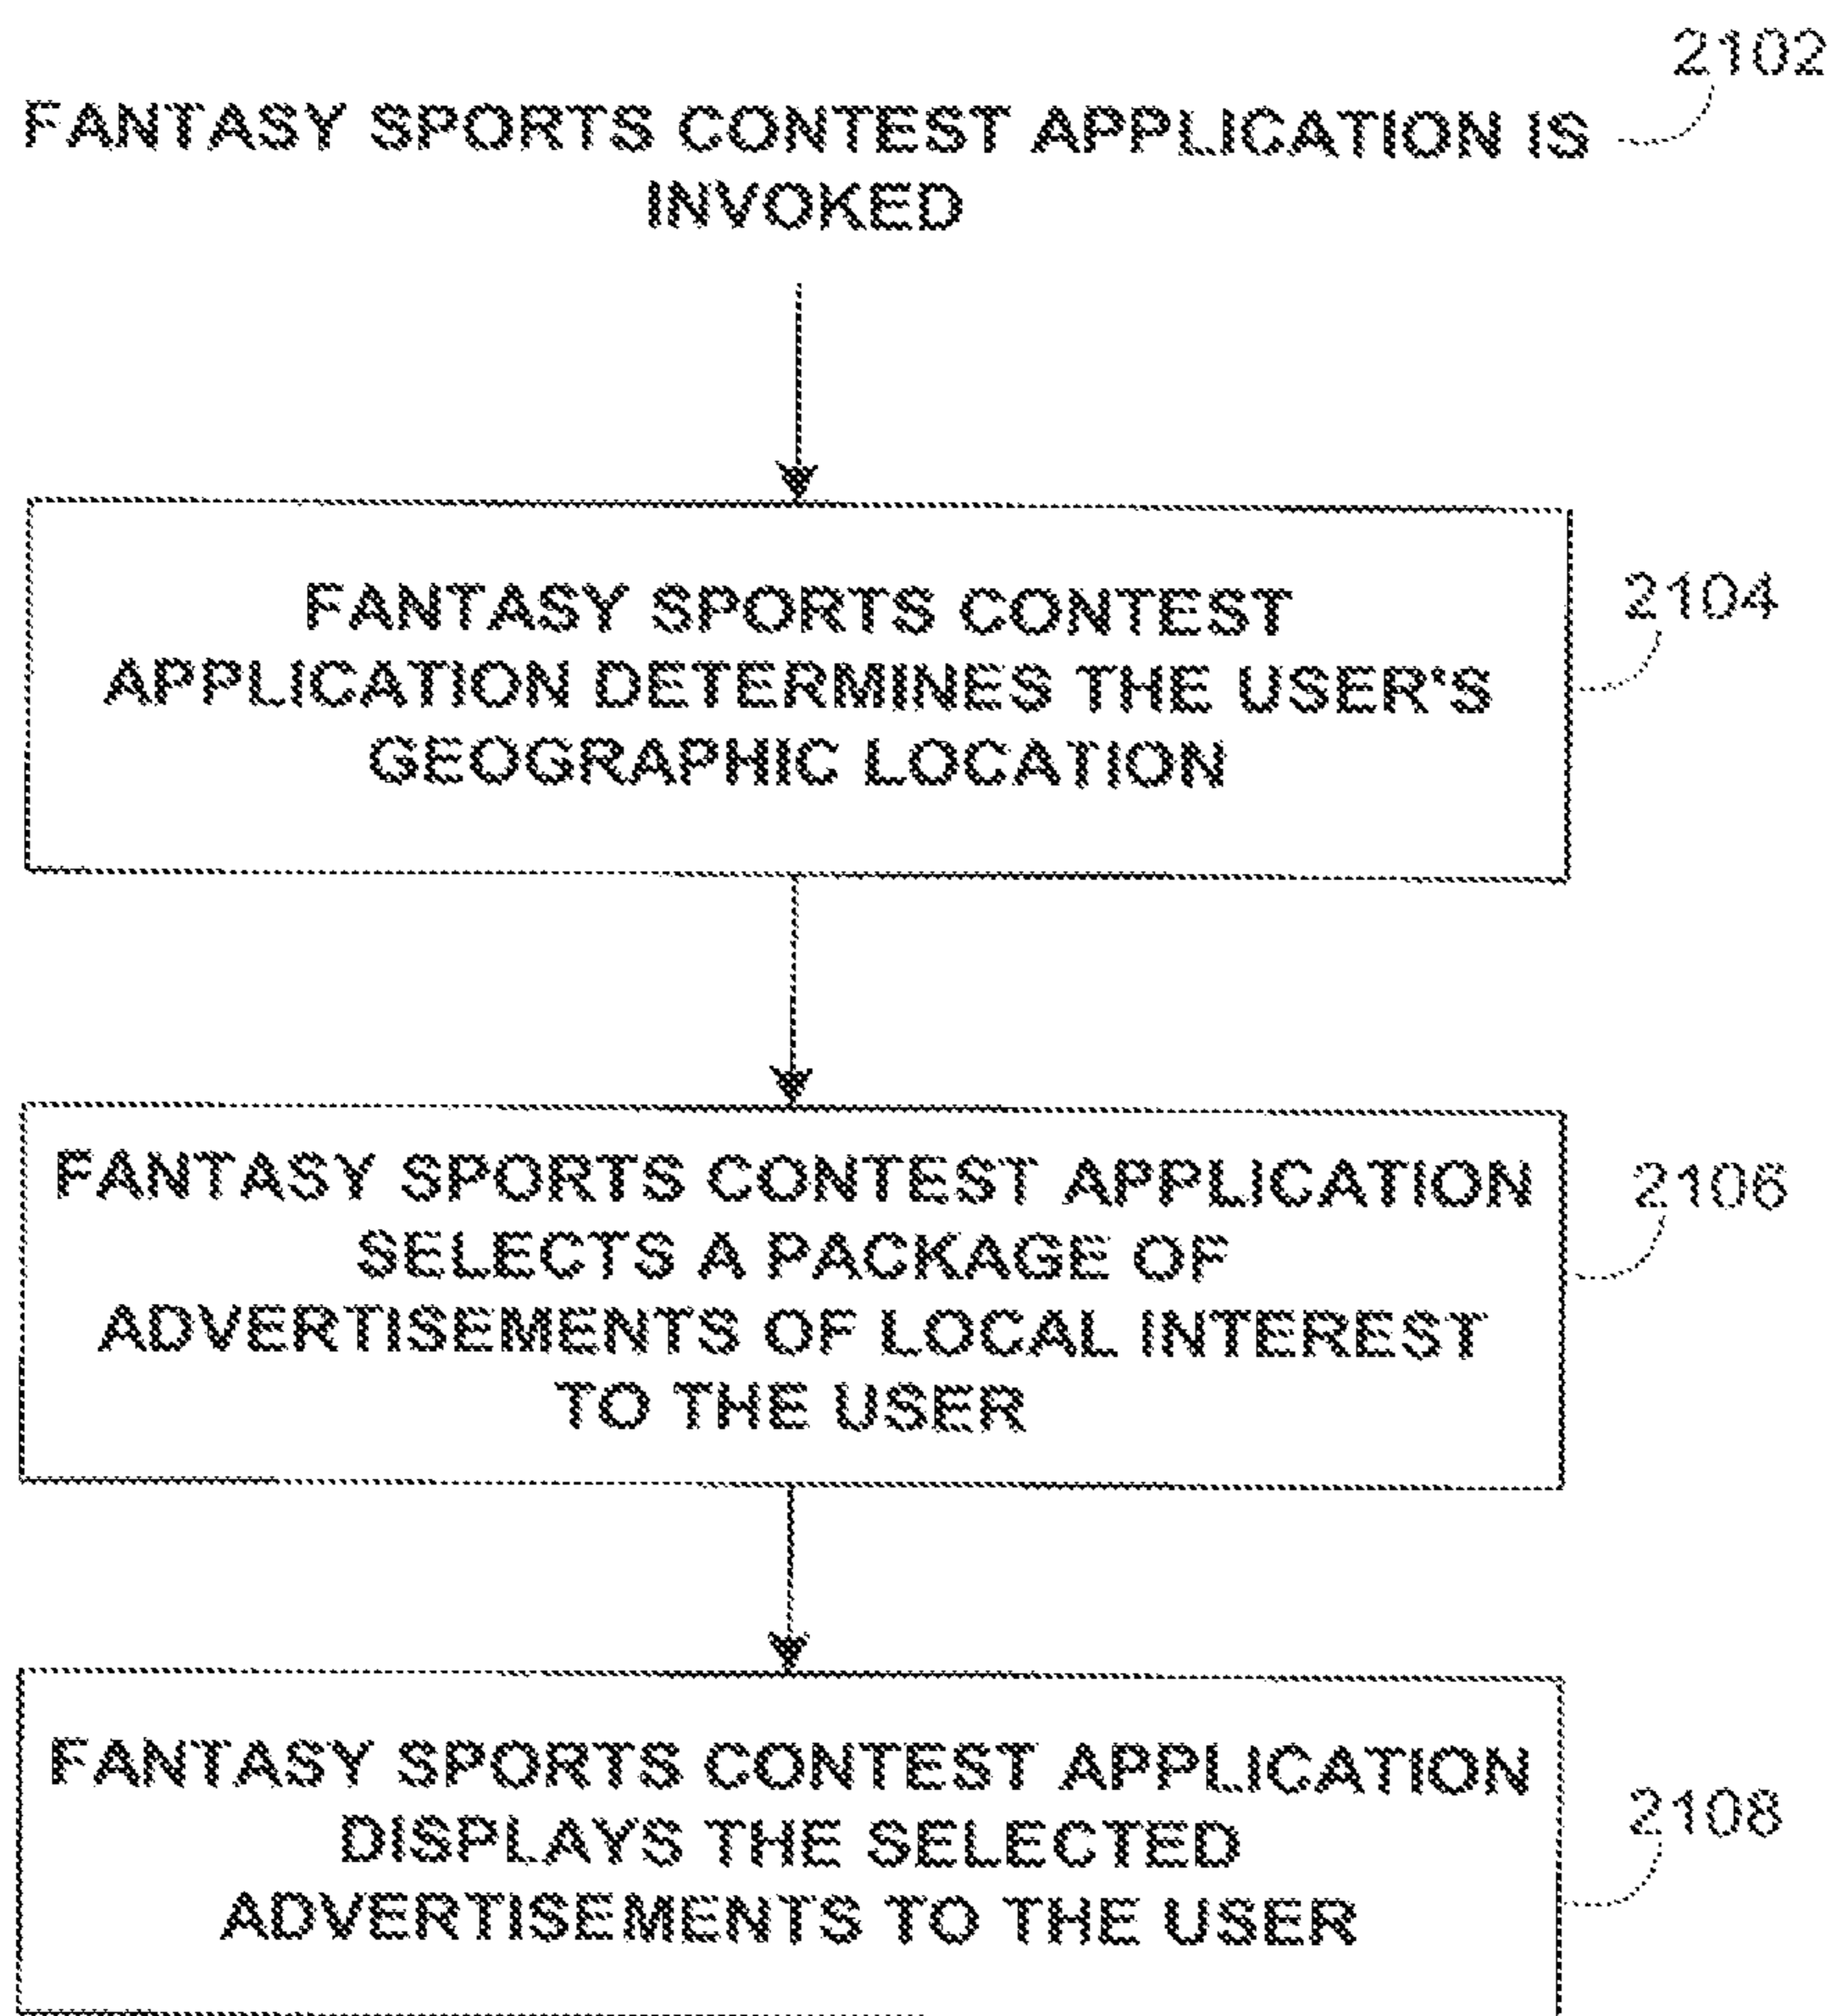 2102
FANTASY SPORTS CONTEST APPLICATION IS
INVOKED
FANTASY SPORTS CONTEST
APPLICATION DETERMINES THE USER'S
GEOGRAPHIC LOCATION
2104
FANTASY SPORTS CONTEST APPLICATION
SELECTS A PACKAGE OF
ADVERTISEMENTS OF LOCAL INTEREST
TO THE USER
2106
FANTASY SPORTS CONTEST APPLICATION
DISPLAYS THE SELECTED
ADVERTISEMENTS TO THE USER
2108